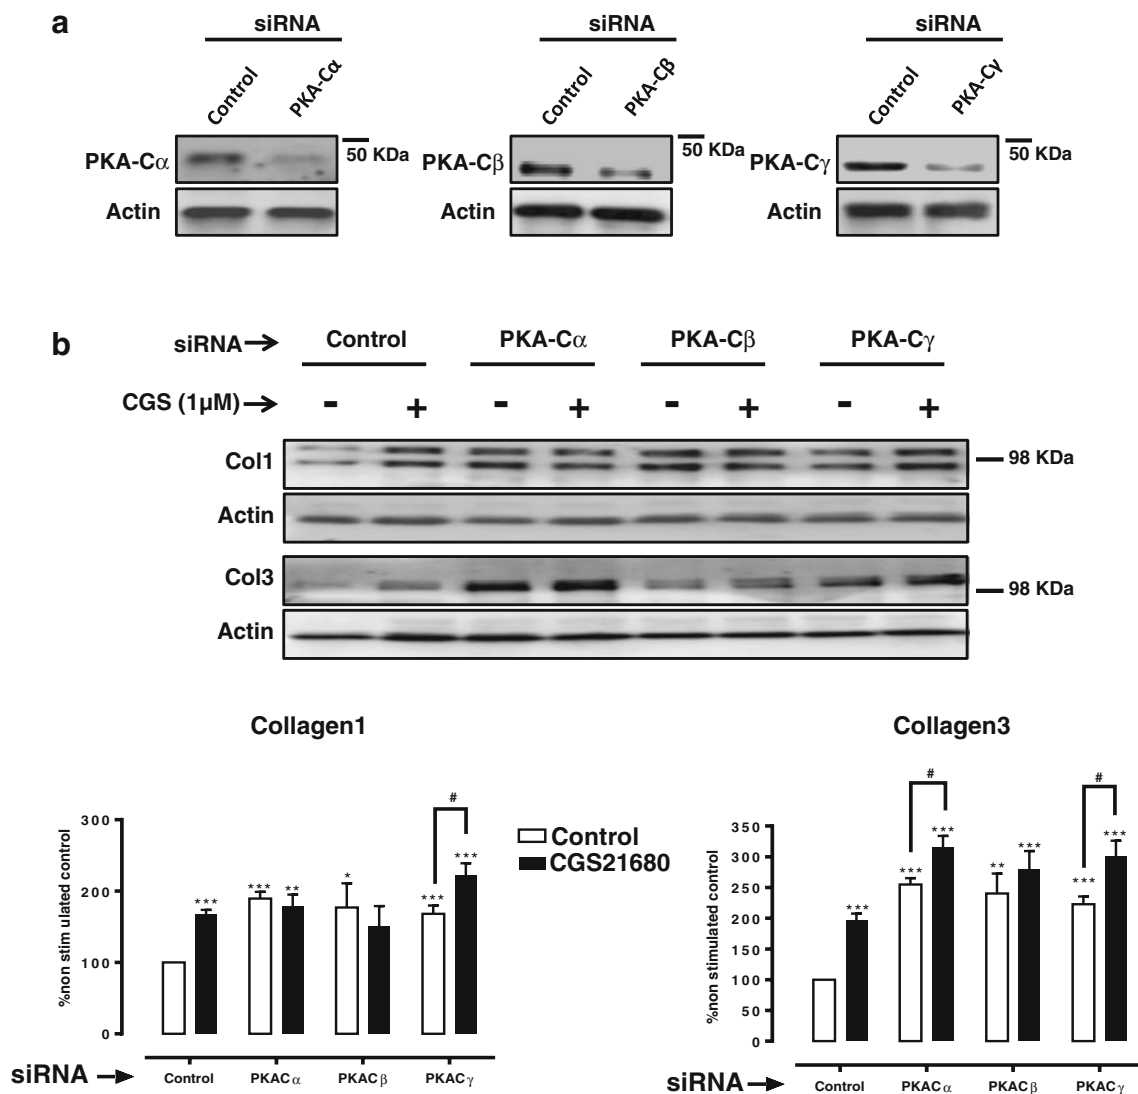 a
siRNA
Control PKA-Cα
PKA-Cα
50 KDa
Actin
siRNA
Control PKA-Cβ
PKA-Cβ
50 KDa
Actin
siRNA
Control PKA-Cγ
PKA-Cγ
50 KDa
Actin
b
siRNA→ Control PKA-Cα PKA-Cβ PKA-Cγ
CGS (1µM)→ - + - + - + - +
Col1 98 KDa
Actin
Col3 98 KDa
Actin
Collagen1
%non stim ulated control
300
200
100
0
*** *** ** * *** ***
#
siRNA → Control PKACα PKACβ PKACγ
Control
CGS21680
Collagen3
%non stimulated control
350
300
250
200
150
100
50
0
*** *** *** ** *** *** ***
# #
siRNA → Control PKACα PKACβ PKACγ